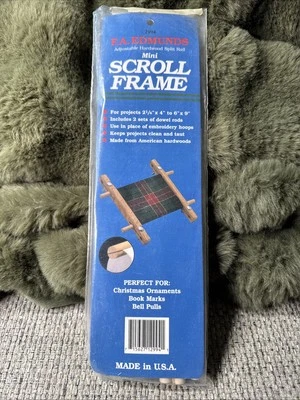 F.A. EDMUNDS
Adjustable Hardwood Split Rail
Mini
SCROLL
FRAME
For projects 2½" x 4" to 6" x 9"
Includes 2 sets of dowel rods
Use in place of embroidery hoops
Keeps projects clean and taut
Made from American hardwoods
PERFECT FOR:
Christmas Ornaments
Book Marks
Bell Pulls
MADE IN U.S.A.